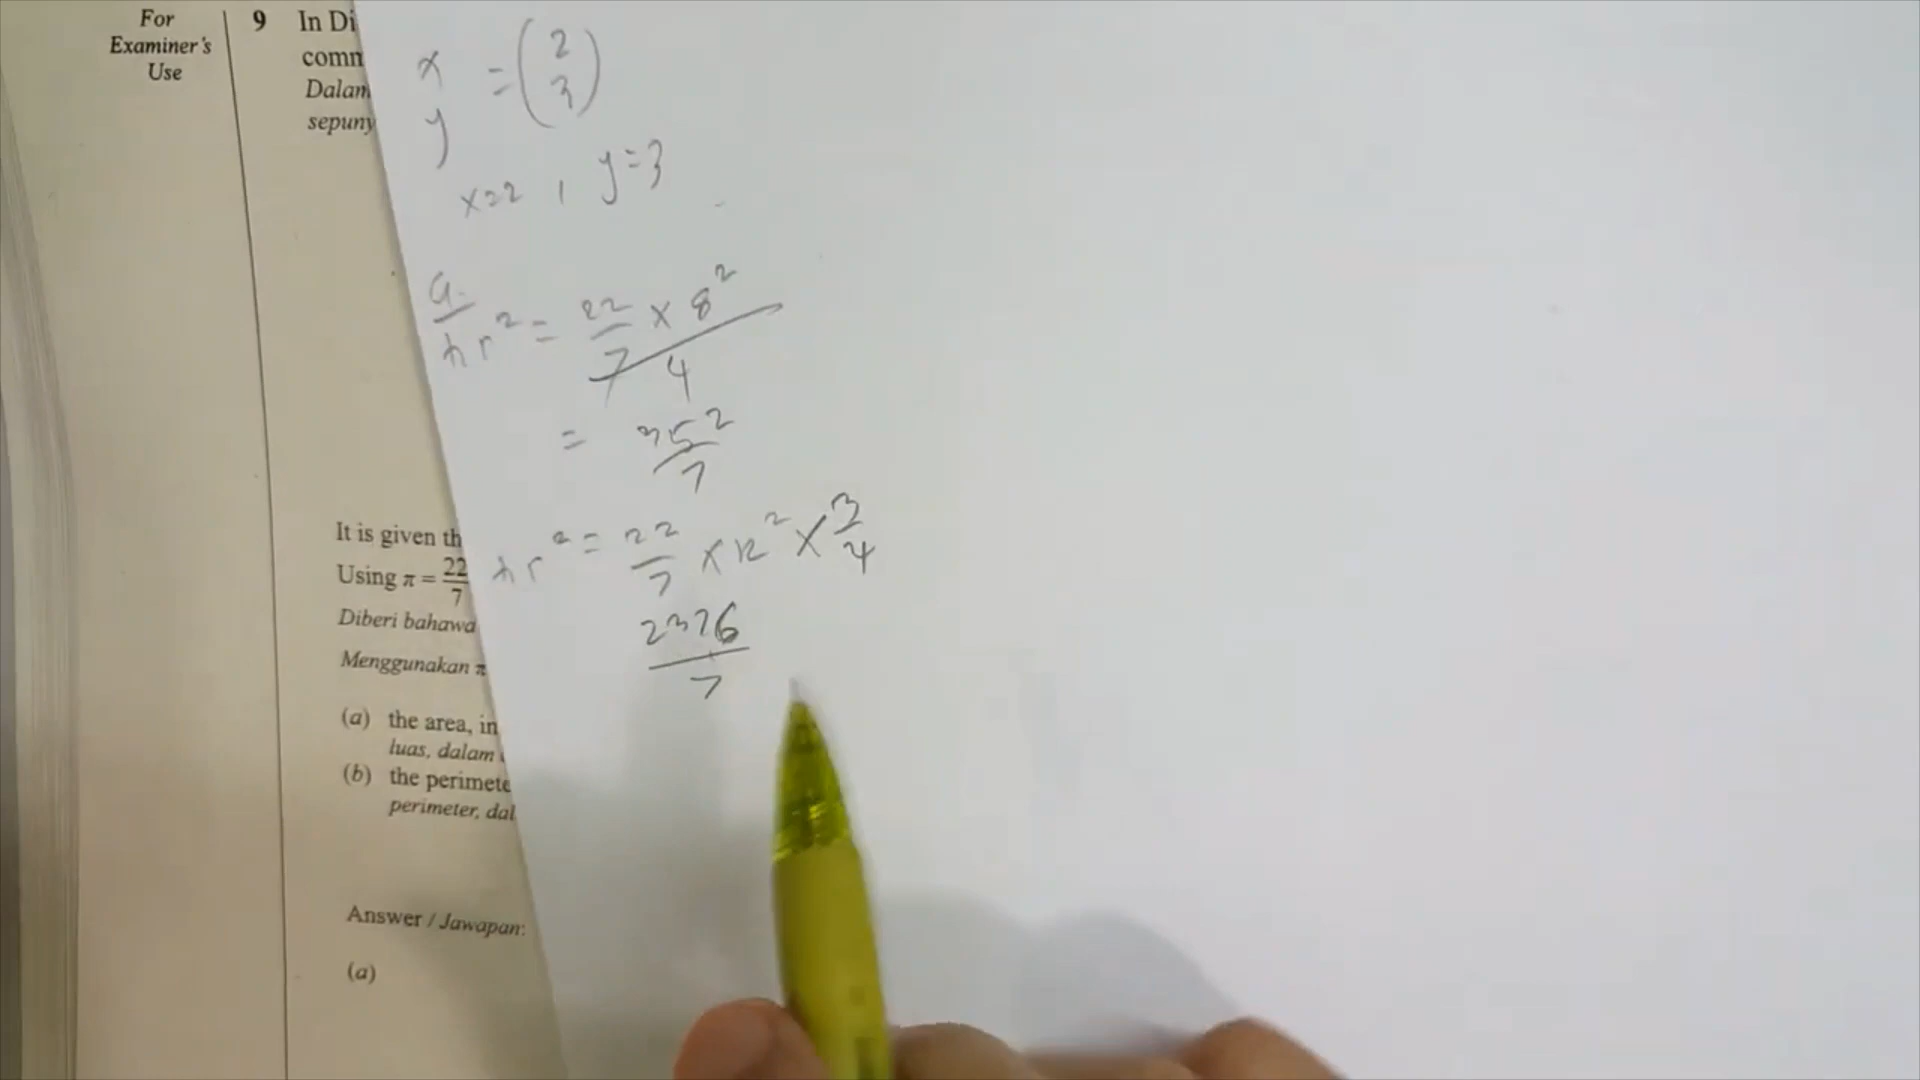 For
Examiner's
Use
9 In Di
comm
Dalam
sepuny
x = (2
y 3)
x=2 , y=3
a.
πr² = 22/7 × 8²
4
= 352/7
πr² = 22/7 × 12² × 3/4
2376/7
It is given th
Using π = 22/7
Diberi bahawa
Menggunakan π
(a) the area, in
luas, dalam
(b) the perimete
perimeter, dal
Answer / Jawapan:
(a)